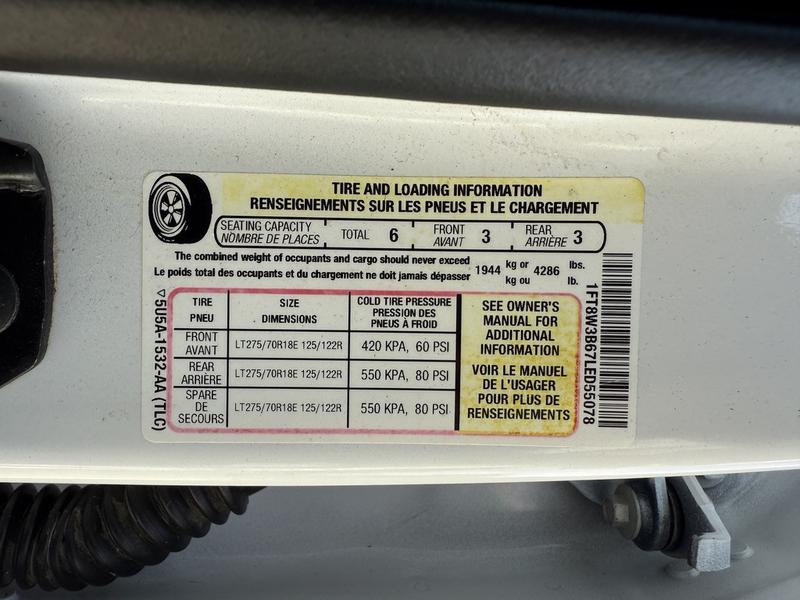 TIRE AND LOADING INFORMATION
RENSEIGNEMENTS SUR LES PNEUS ET LE CHARGEMENT
SEATING CAPACITY
NOMBRE DE PLACES
TOTAL 6
FRONT
AVANT 3
REAR
ARRIÈRE 3
The combined weight of occupants and cargo should never exceed
Le poids total des occupants et du chargement ne doit jamais dépasser
1944 kg or 4286 lbs.
kg ou lb.
TIRE
PNEU
SIZE
DIMENSIONS
COLD TIRE PRESSURE
PRESSION DES
PNEUS À FROID
FRONT
AVANT
LT275/70R18E 125/122R
420 KPA, 60 PSI
REAR
ARRIÈRE
LT275/70R18E 125/122R
550 KPA, 80 PSI
SPARE
DE
SECOURS
LT275/70R18E 125/122R
550 KPA, 80 PSI
SEE OWNER'S
MANUAL FOR
ADDITIONAL
INFORMATION
VOIR LE MANUEL
DE L'USAGER
POUR PLUS DE
RENSEIGNEMENTS
5U5A-1532-AA (TLC)
1FT8W3B67LED55078